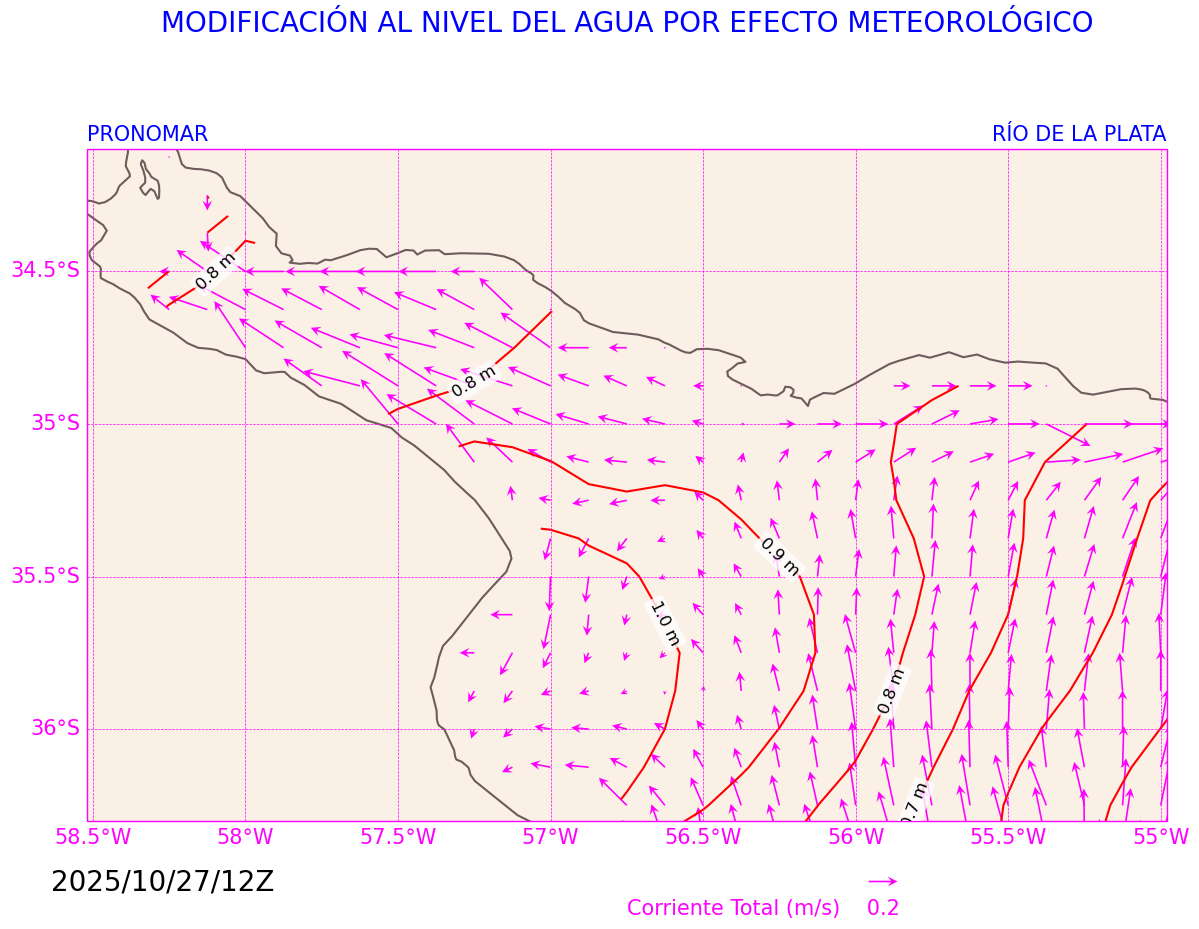 MODIFICACIÓN AL NIVEL DEL AGUA POR EFECTO METEOROLÓGICO
PRONOMAR
RÍO DE LA PLATA
0.8 m
34.5°S
0.8 m
35°S
0.9 m
35.5°S
1.0 m
0.8 m
36°S
0.7 m
58.5°W 58°W 57.5°W 57°W 56.5°W 56°W 55.5°W 55°W
2025/10/27/12Z
Corriente Total (m/s) 0.2